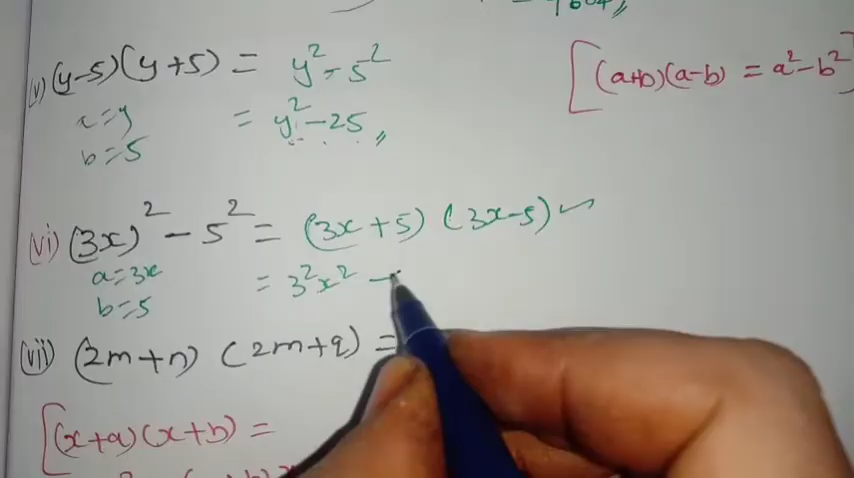 v) (y-5)(y+5) = y² - 5²
[(a+b)(a-b) = a² - b²]
a=y = y² - 25,,
b=5
vi) (3x)² - 5² = (3x+5) (3x-5)
a=3x = 3²x² -
b=5
(vii) (2m+n) (2m+q) =
[(x+a)(x+b) =